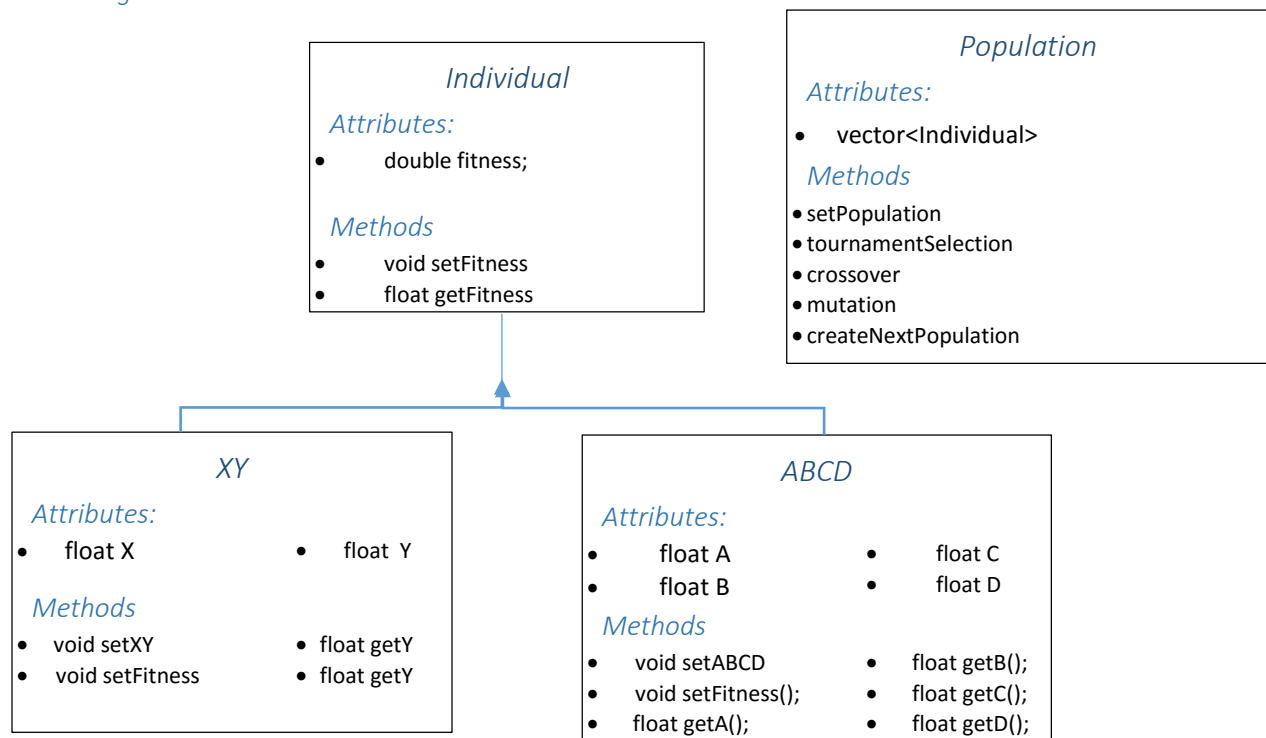 Individual
Attributes:
• double fitness;
Methods
• void setFitness
• float getFitness
Population
Attributes:
• vector<Individual>
Methods
• setPopulation
• tournamentSelection
• crossover
• mutation
• createNextPopulation
XY
Attributes:
• float X • float Y
Methods
• void setXY • float getY
• void setFitness • float getY
ABCD
Attributes:
• float A • float C
• float B • float D
Methods
• void setABCD • float getB();
• void setFitness(); • float getC();
• float getA(); • float getD();